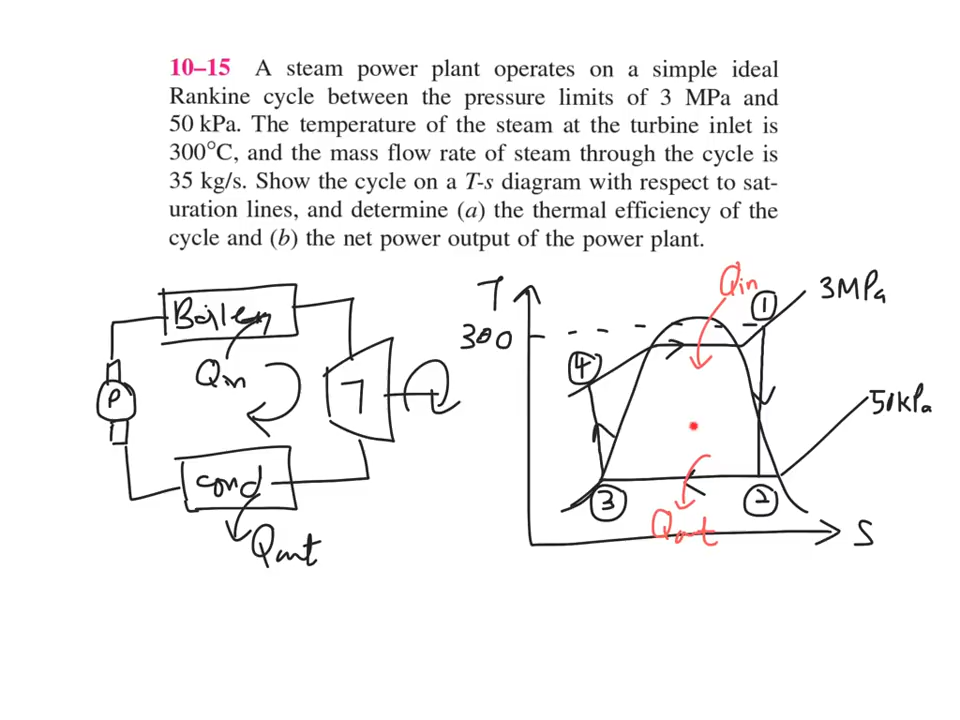 10–15 A steam power plant operates on a simple ideal
Rankine cycle between the pressure limits of 3 MPa and
50 kPa. The temperature of the steam at the turbine inlet is
300°C, and the mass flow rate of steam through the cycle is
35 kg/s. Show the cycle on a T-s diagram with respect to sat-
uration lines, and determine (a) the thermal efficiency of the
cycle and (b) the net power output of the power plant.
Boiler
Qin
P
T
cond
Qout
T
300
Qin
1
3MPa
4
50kPa
3
2
Qout
S